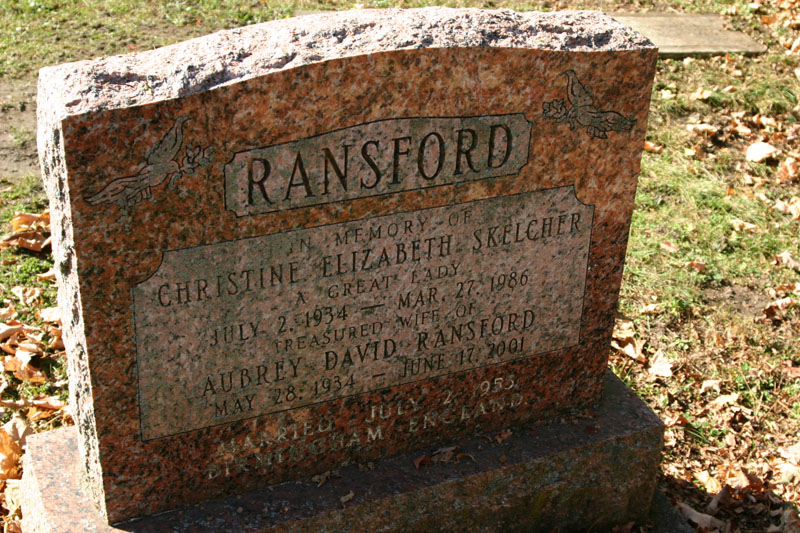 RANSFORD
IN MEMORY OF
CHRISTINE ELIZABETH SKELCHER
A GREAT LADY
JULY 2, 1934 — MAR. 27, 1986
TREASURED WIFE OF
AUBREY DAVID RANSFORD
MAY 28, 1934 — JUNE 17, 2001
MARRIED JULY 2, 1953
BIRMINGHAM ENGLAND